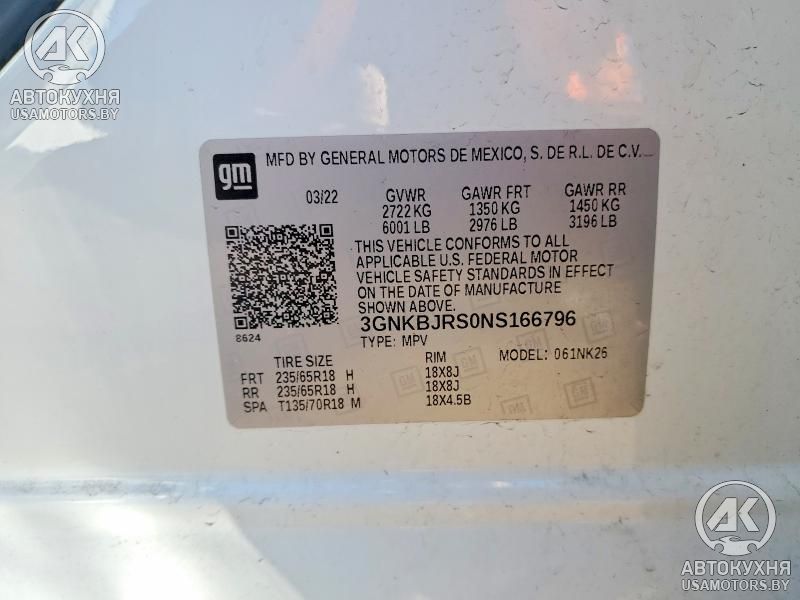 AK
АВТОКУХНЯ
USAMOTORS.BY
gm
MFD BY GENERAL MOTORS DE MEXICO, S. DE R.L. DE C.V.
03/22 GVWR GAWR FRT GAWR RR
2722 KG 1350 KG 1450 KG
6001 LB 2976 LB 3196 LB
THIS VEHICLE CONFORMS TO ALL
APPLICABLE U.S. FEDERAL MOTOR
VEHICLE SAFETY STANDARDS IN EFFECT
ON THE DATE OF MANUFACTURE
SHOWN ABOVE.
8624
3GNKBJRS0NS166796
TYPE: MPV
TIRE SIZE RIM MODEL: 061NK26
FRT 235/65R18 H 18X8J
RR 235/65R18 H 18X8J
SPA T135/70R18 M 18X4.5B
AK
АВТОКУХНЯ
USAMOTORS.BY